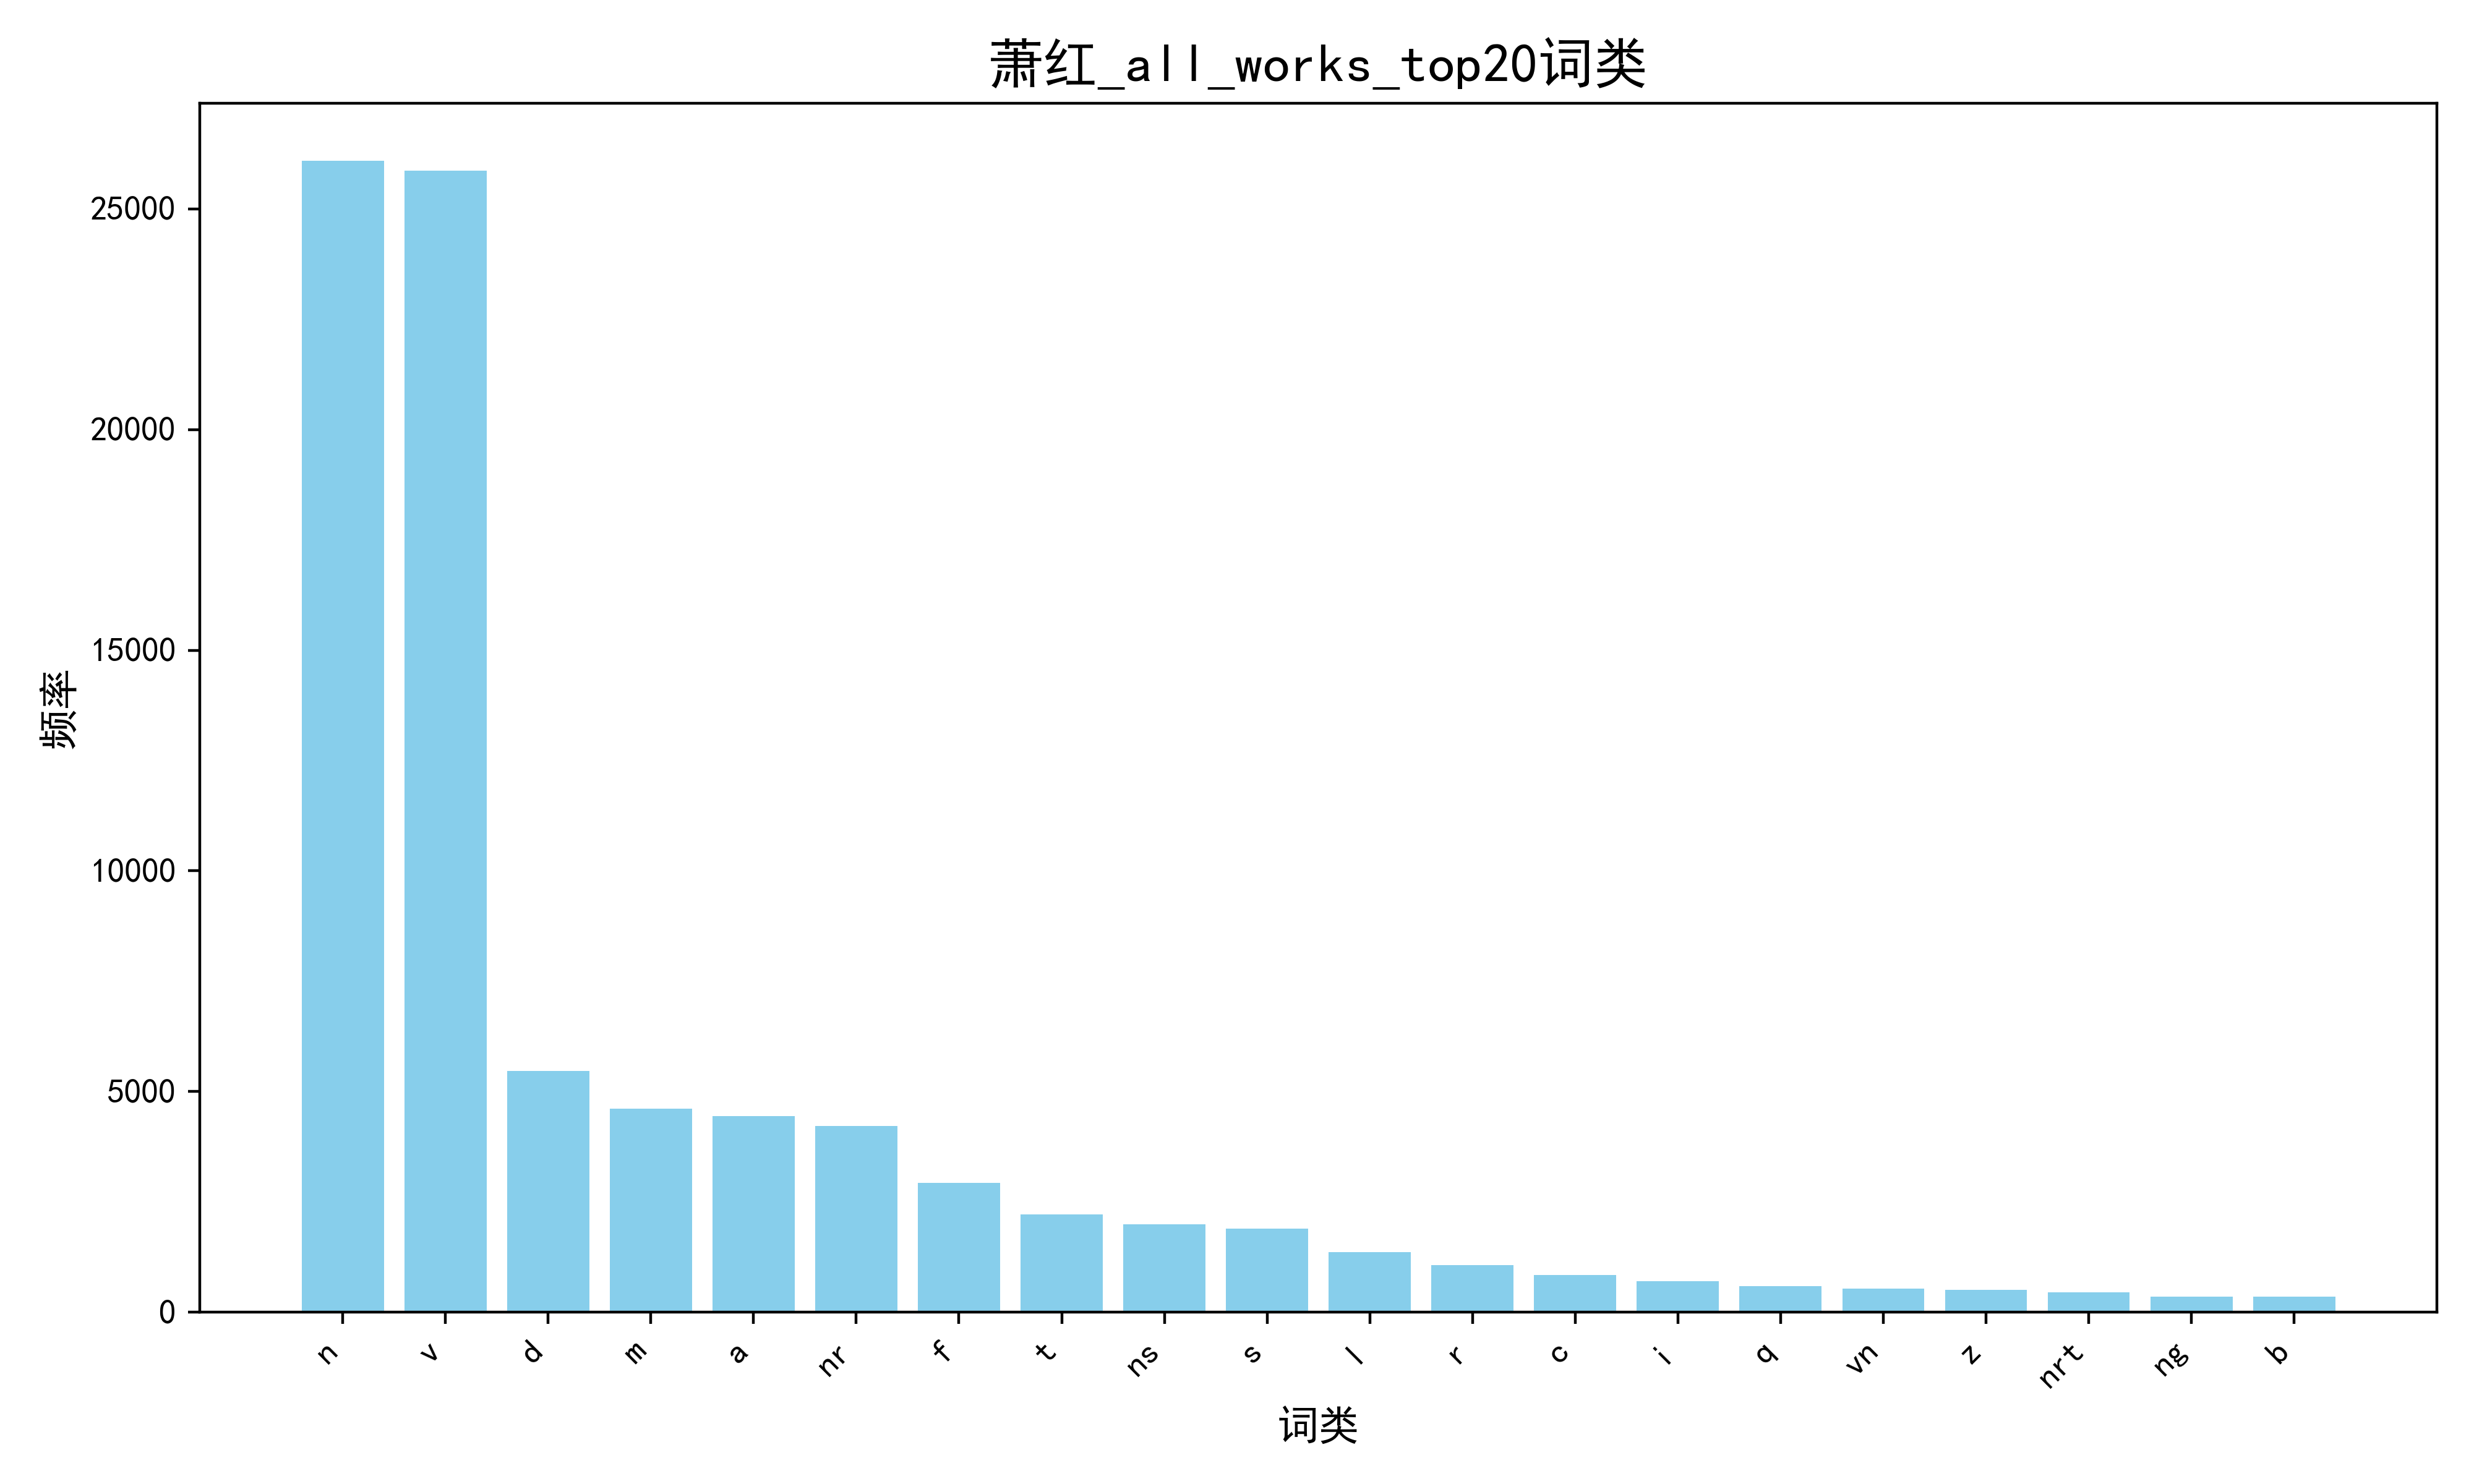 萧红_all_works_top20词类
频率
25000
20000
15000
10000
5000
0
n v d m a nr f t ns s l r c i q vn z nrt ng b
词类